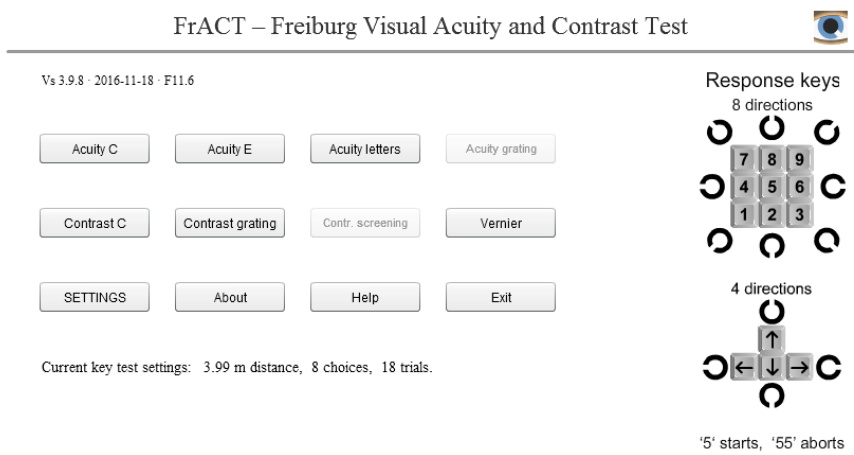 FrACT – Freiburg Visual Acuity and Contrast Test
Vs 3.9.8 · 2016-11-18 · F11.6
Acuity C Acuity E Acuity letters Acuity grating
Contrast C Contrast grating Contr. screening Vernier
SETTINGS About Help Exit
Current key test settings: 3.99 m distance, 8 choices, 18 trials.
Response keys
8 directions
7 8 9
4 5 6
1 2 3
4 directions
↑
← ↓ →
‘5‘ starts, ‘55’ aborts